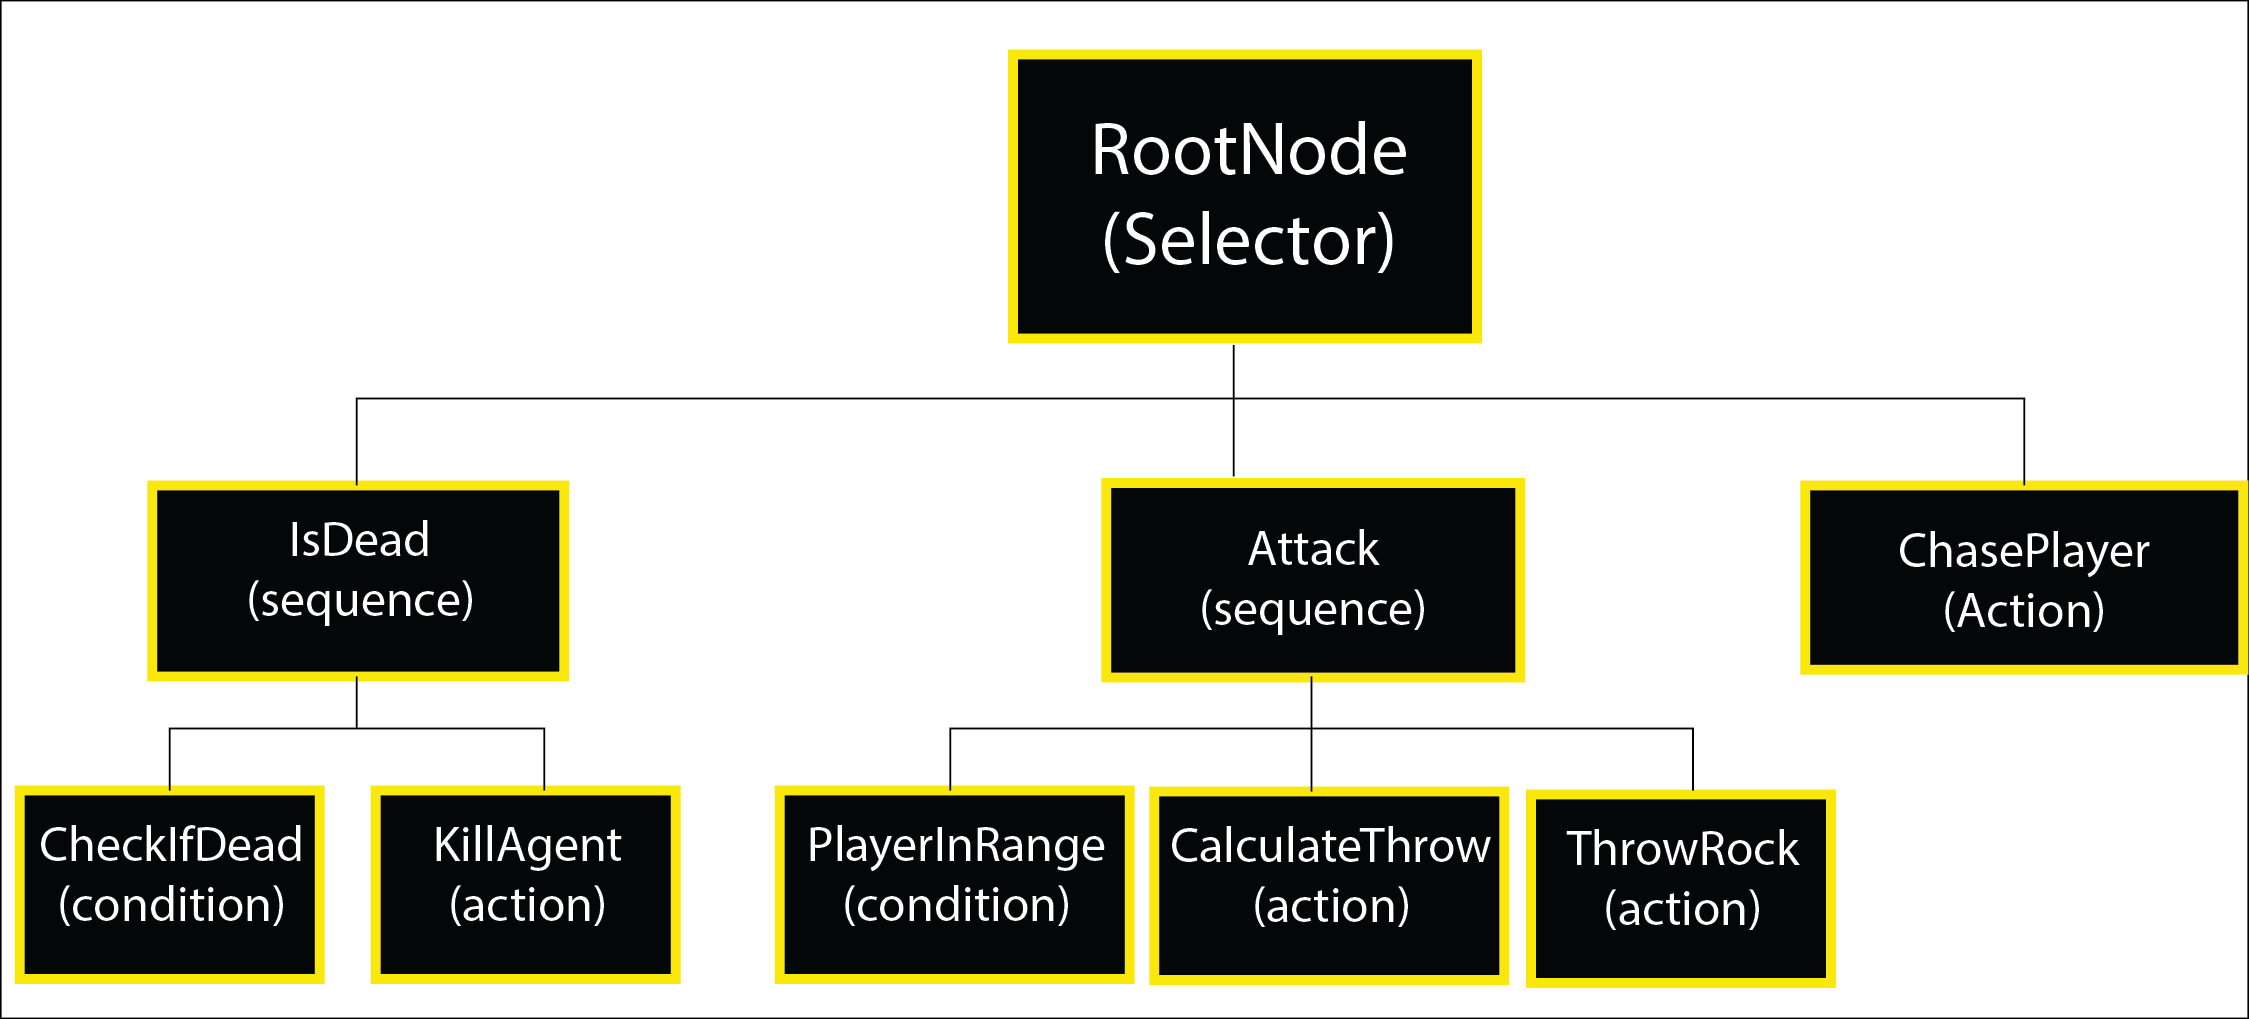 RootNode
(Selector)
IsDead
(sequence)
Attack
(sequence)
ChasePlayer
(Action)
CheckIfDead
(condition)
KillAgent
(action)
PlayerInRange
(condition)
CalculateThrow
(action)
ThrowRock
(action)